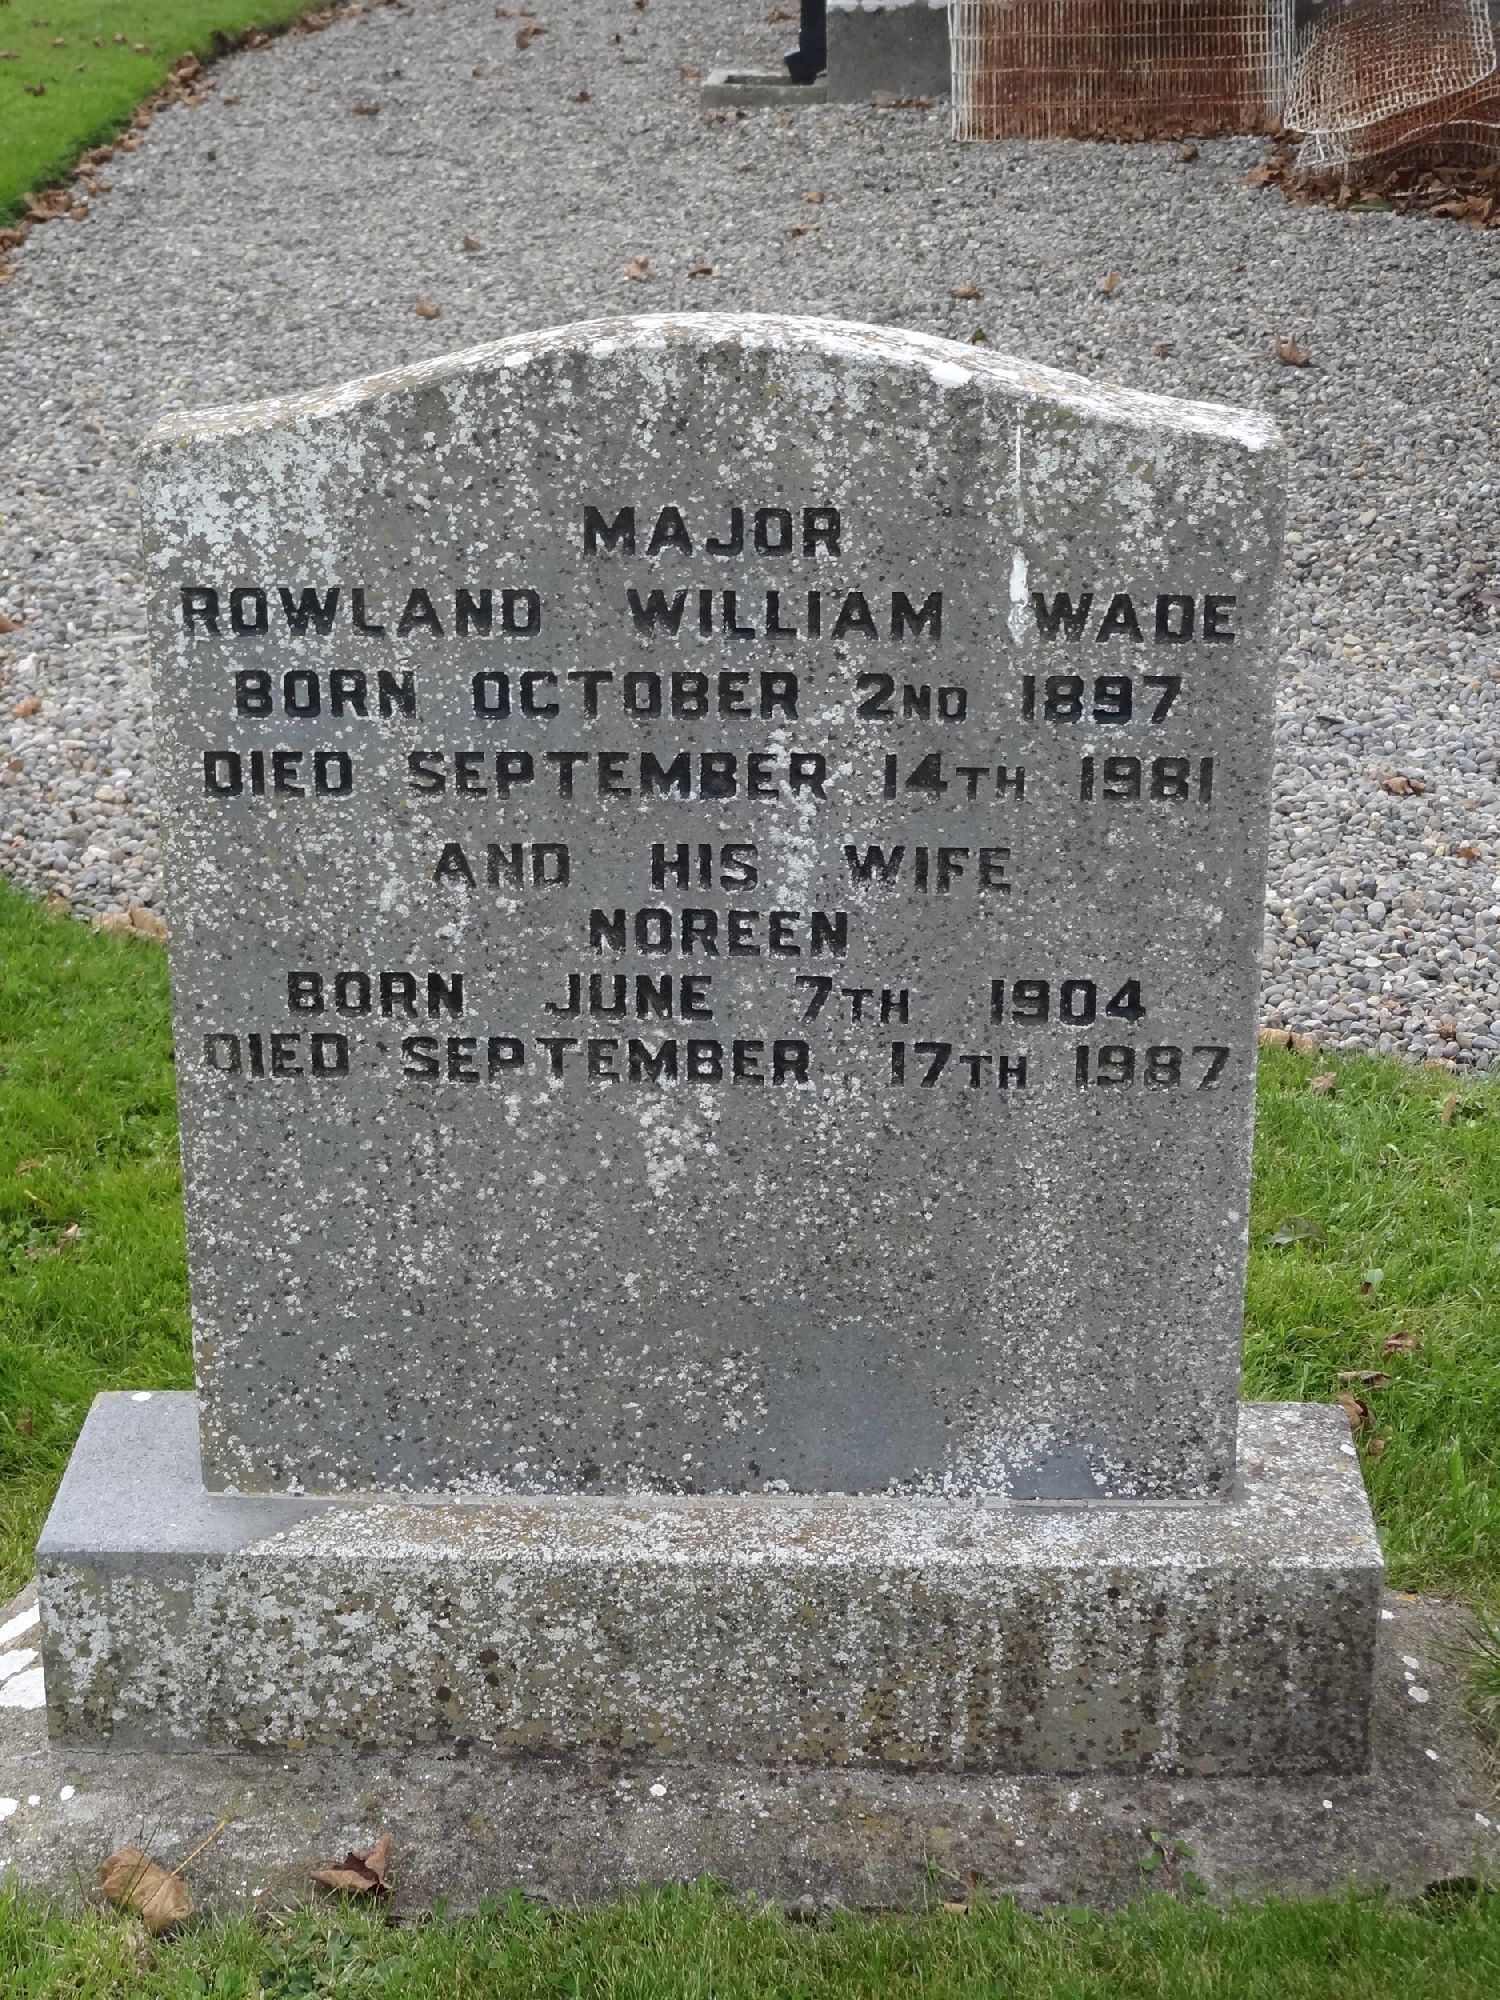 MAJOR
ROWLAND WILLIAM WADE
BORN OCTOBER 2ND 1897
DIED SEPTEMBER 14TH 1981
AND HIS WIFE
NOREEN
BORN JUNE 7TH 1904
DIED SEPTEMBER 17TH 1987